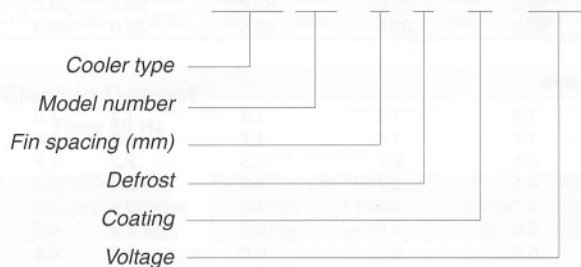 Cooler type
Model number
Fin spacing (mm)
Defrost
Coating
Voltage